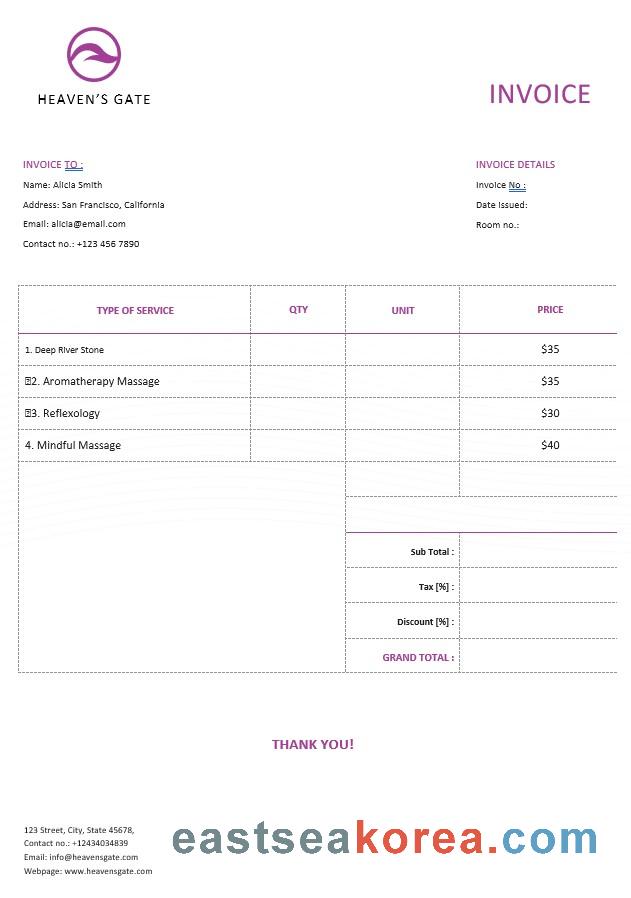 HEAVEN'S GATE
INVOICE
INVOICE TO :
Name: Alicia Smith
Address: San Francisco, California
Email: alicia@email.com
Contact no.: +123 456 7890
INVOICE DETAILS
Invoice No :
Date Issued:
Room no.:
TYPE OF SERVICE QTY UNIT PRICE
1. Deep River Stone $35
2. Aromatherapy Massage $35
3. Reflexology $30
4. Mindful Massage $40
Sub Total :
Tax [%] :
Discount [%] :
GRAND TOTAL :
THANK YOU!
123 Street, City, State 45678,
Contact no.: +12434034839
Email: info@heavensgate.com
Webpage: www.heavensgate.com
eastseakorea.com